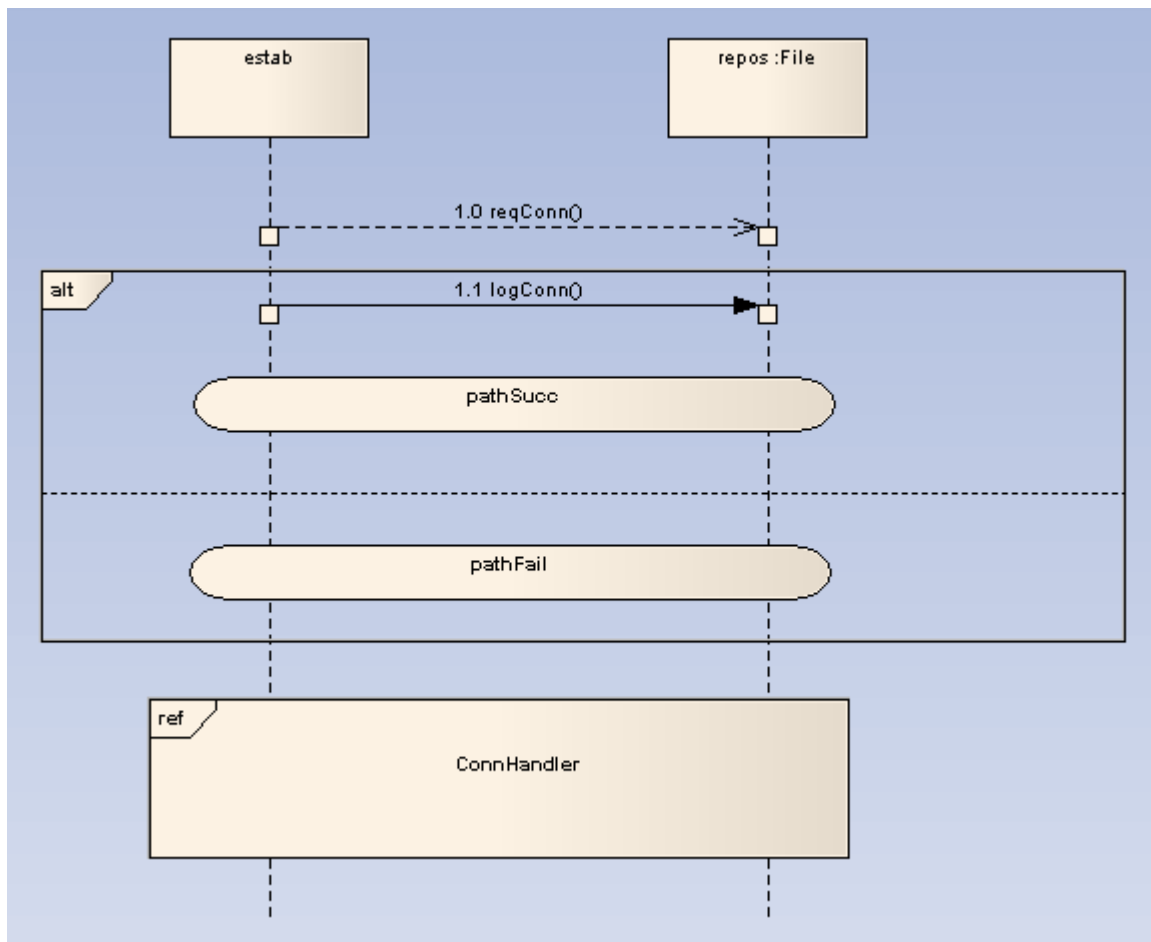 estab
repos :File
1.0 reqConn()
alt
1.1 logConn()
pathSucc
pathFail
ref
ConnHandler